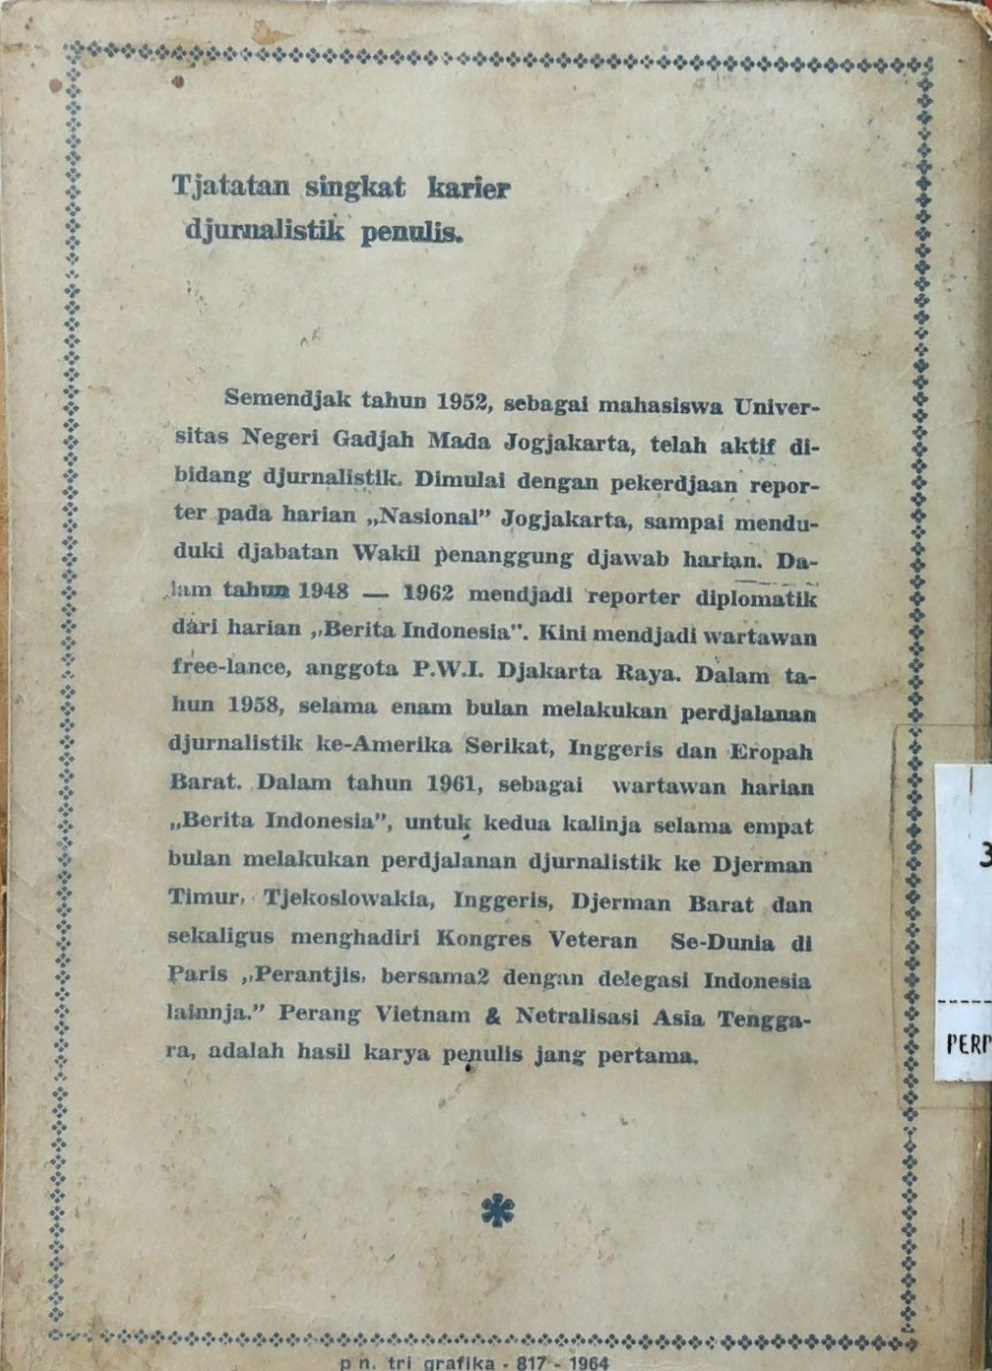 Tjatatan singkat karier
djurnalistik penulis.
Semendjak tahun 1952, sebagai mahasiswa Univer-
sitas Negeri Gadjah Mada Jogjakarta, telah aktif di-
bidang djurnalistik. Dimulai dengan pekerdjaan repor-
ter pada harian „Nasional” Jogjakarta, sampai mendu-
duki djabatan Wakil penanggung djawab harian. Da-
lam tahun 1948 — 1962 mendjadi reporter diplomatik
dari harian „Berita Indonesia”. Kini mendjadi wartawan
free-lance, anggota P.W.I. Djakarta Raya. Dalam ta-
hun 1958, selama enam bulan melakukan perdjalanan
djurnalistik ke-Amerika Serikat, Inggeris dan Eropah
Barat. Dalam tahun 1961, sebagai wartawan harian
„Berita Indonesia”, untuk kedua kalinja selama empat
bulan melakukan perdjalanan djurnalistik ke Djerman
Timur, Tjekoslowakia, Inggeris, Djerman Barat dan
sekaligus menghadiri Kongres Veteran Se-Dunia di
Paris „Perantjis, bersama2 dengan delegasi Indonesia
lainnja.” Perang Vietnam & Netralisasi Asia Tengga-
ra, adalah hasil karya penulis jang pertama.
p n. tri grafika - 817 - 1964
3